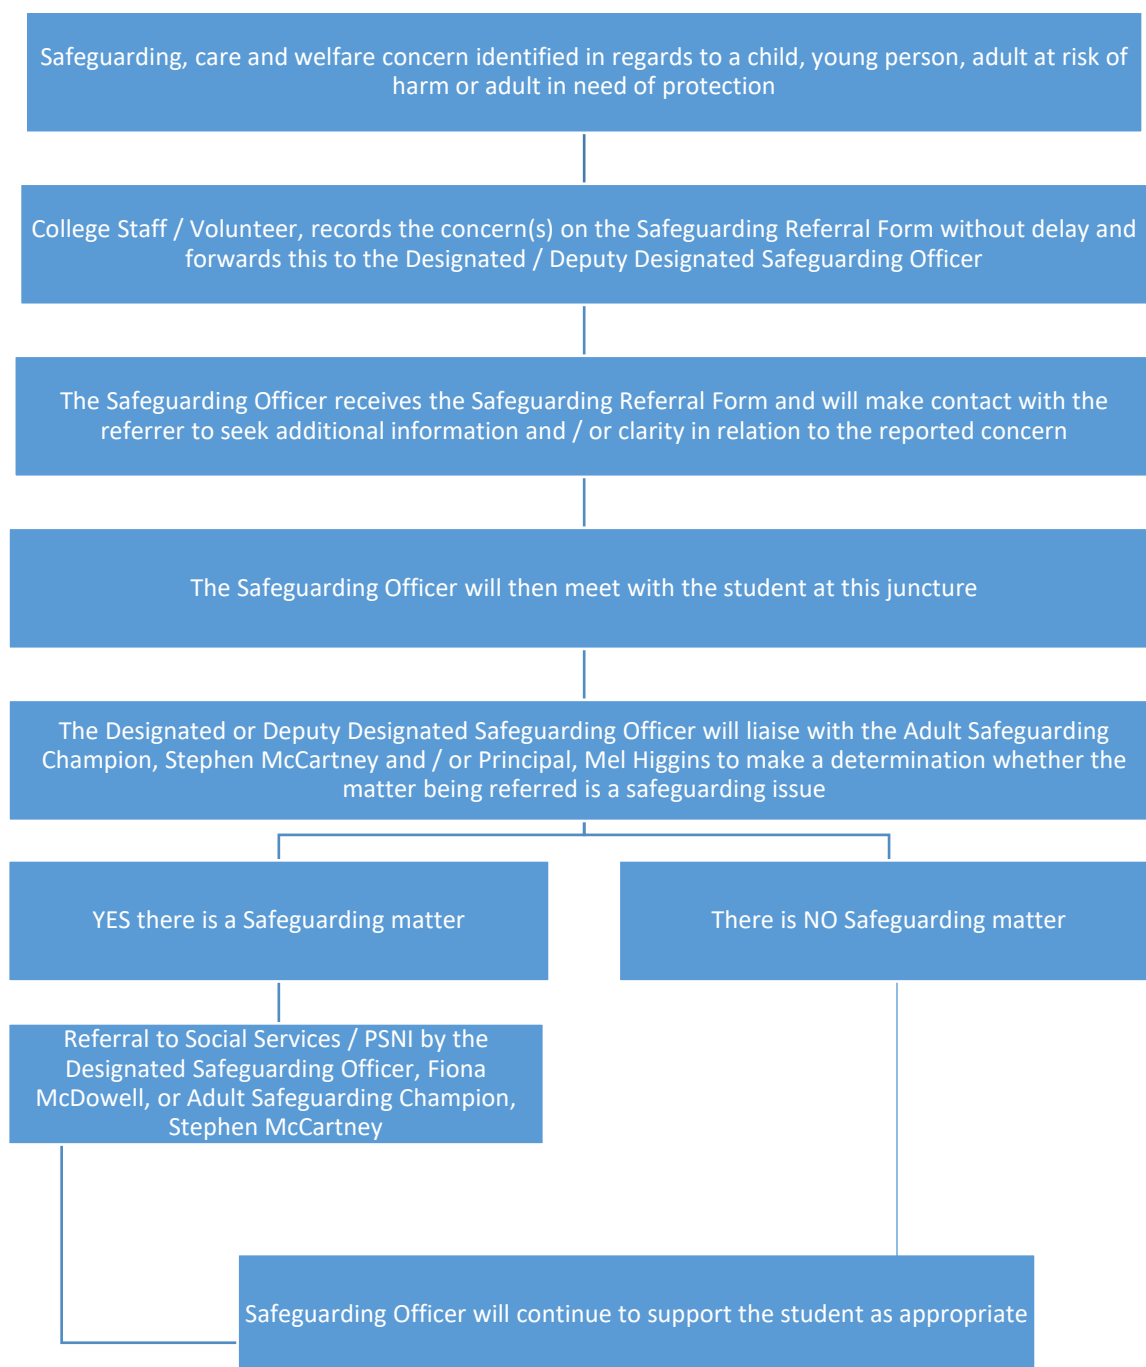 Safeguarding, care and welfare concern identified in regards to a child, young person, adult at risk of
harm or adult in need of protection
College Staff / Volunteer, records the concern(s) on the Safeguarding Referral Form without delay and
forwards this to the Designated / Deputy Designated Safeguarding Officer
The Safeguarding Officer receives the Safeguarding Referral Form and will make contact with the
referrer to seek additional information and / or clarity in relation to the reported concern
The Safeguarding Officer will then meet with the student at this juncture
The Designated or Deputy Designated Safeguarding Officer will liaise with the Adult Safeguarding
Champion, Stephen McCartney and / or Principal, Mel Higgins to make a determination whether the
matter being referred is a safeguarding issue
YES there is a Safeguarding matter
There is NO Safeguarding matter
Referral to Social Services / PSNI by the
Designated Safeguarding Officer, Fiona
McDowell, or Adult Safeguarding Champion,
Stephen McCartney
Safeguarding Officer will continue to support the student as appropriate